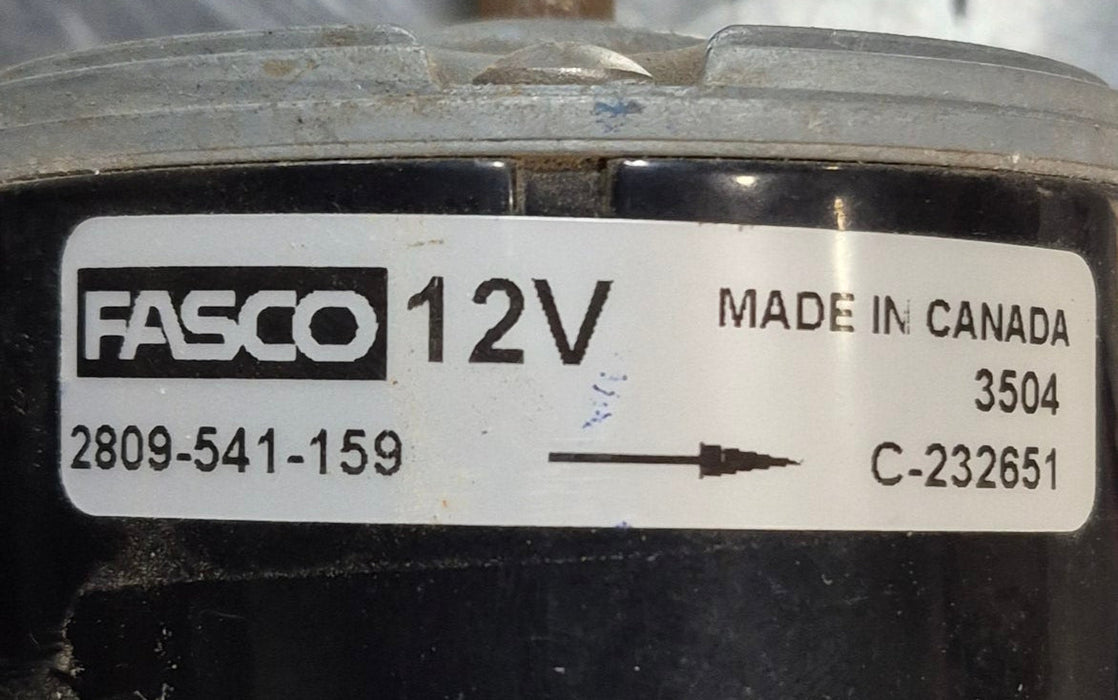 FASCO 12V
MADE IN CANADA
3504
2809-541-159
C-232651